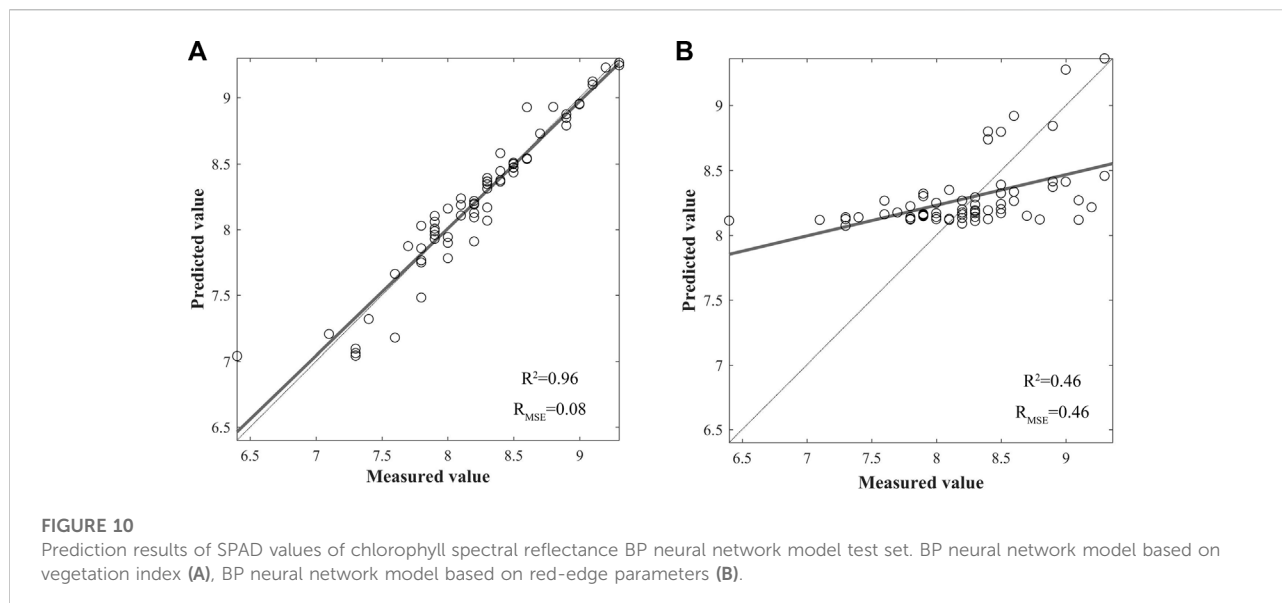 A
Predicted value
9
8.5
8
7.5
7
6.5
6.5 7 7.5 8 8.5 9
Measured value
R²=0.96
R_MSE=0.08
B
Predicted value
9
8.5
8
7.5
7
6.5
6.5 7 7.5 8 8.5 9
Measured value
R²=0.46
R_MSE=0.46
FIGURE 10
Prediction results of SPAD values of chlorophyll spectral reflectance BP neural network model test set. BP neural network model based on
vegetation index (A), BP neural network model based on red-edge parameters (B).